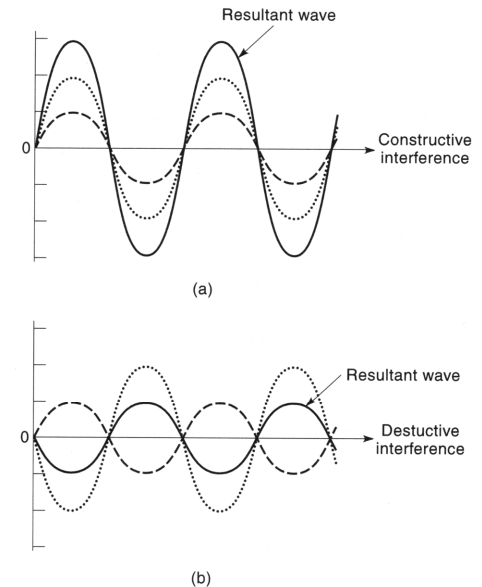 Resultant wave
0
Constructive
interference
(a)
Resultant wave
0
Destuctive
interference
(b)